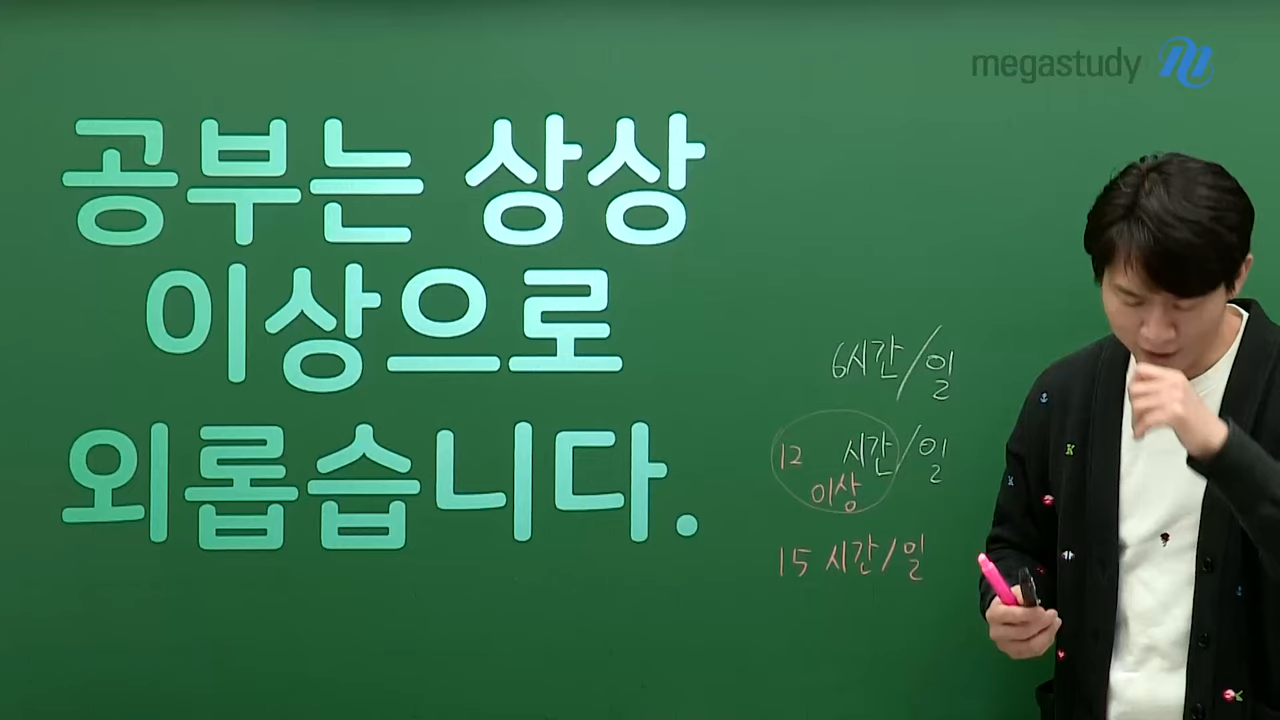 megastudy
공부는 상상
이상으로
외롭습니다.
6시간/일
12 시간/일
이상
15 시간/일